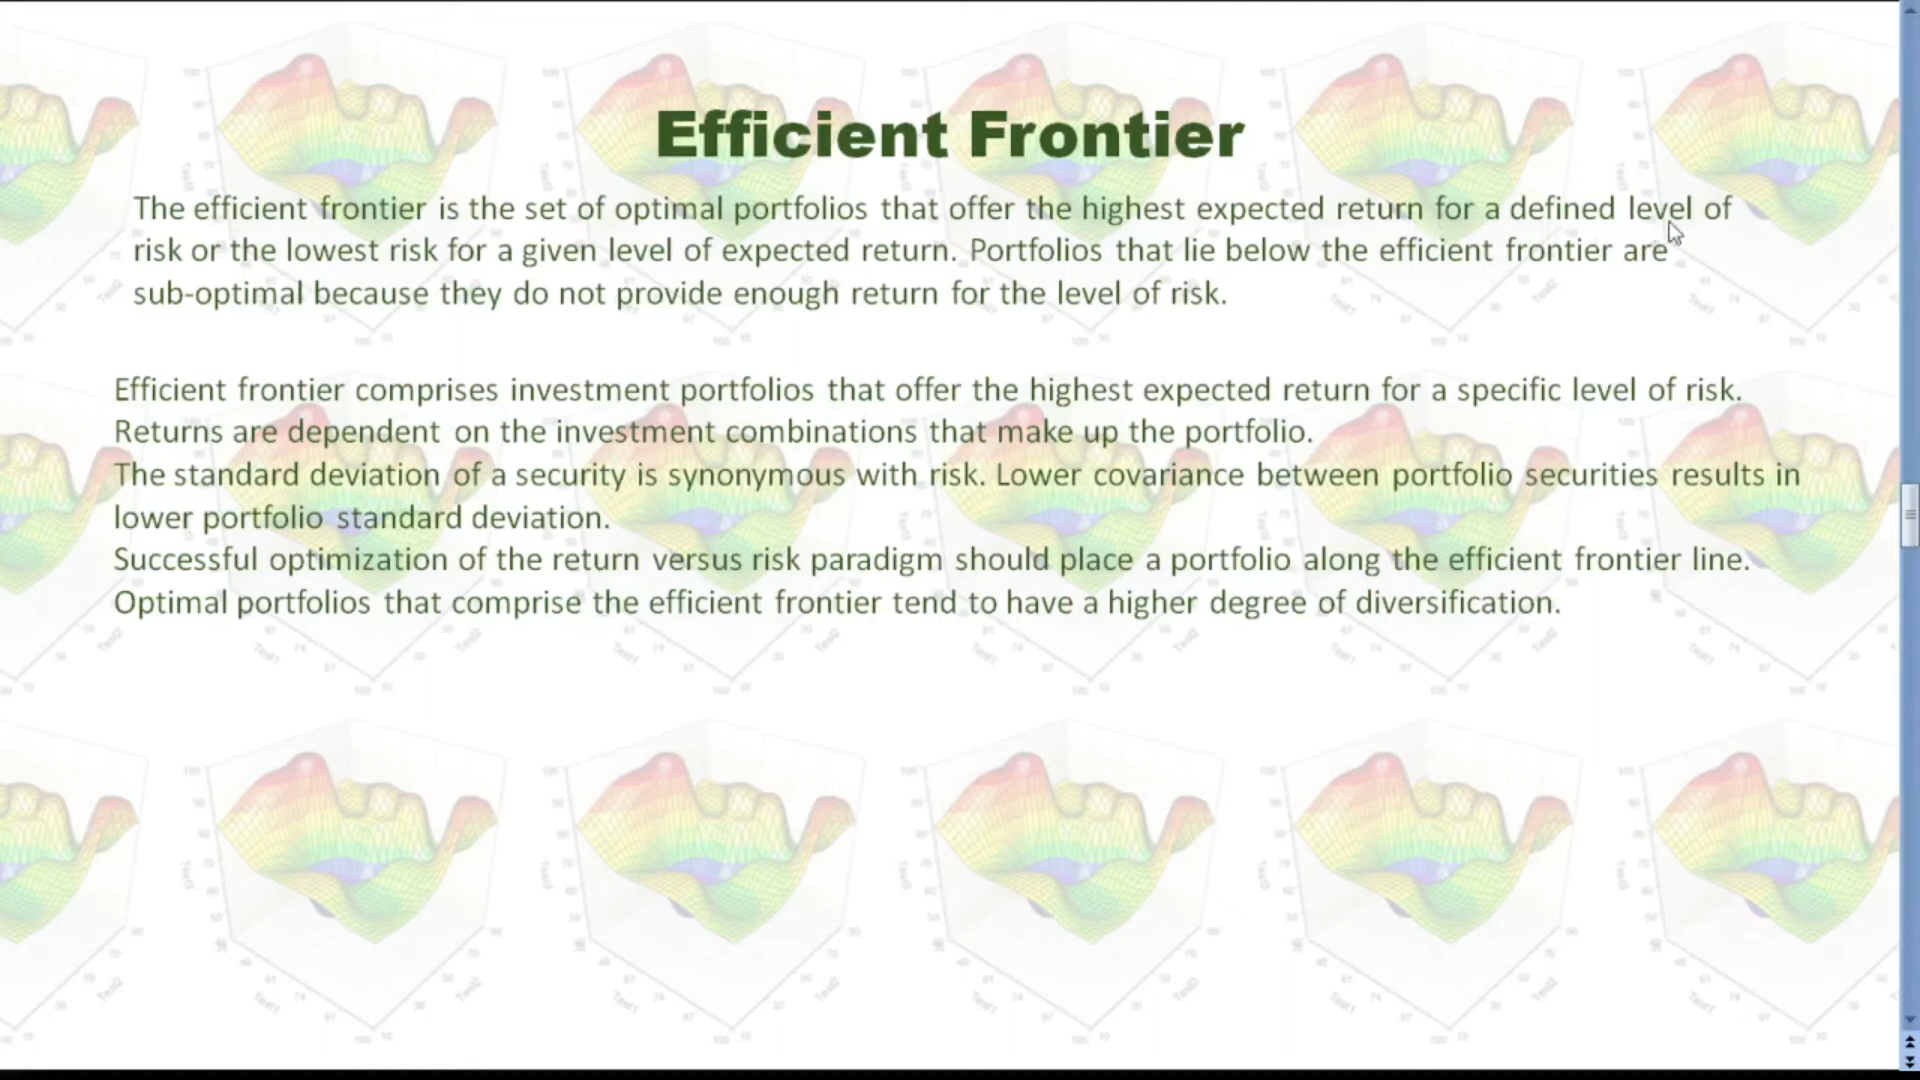 Efficient Frontier
The efficient frontier is the set of optimal portfolios that offer the highest expected return for a defined level of
risk or the lowest risk for a given level of expected return. Portfolios that lie below the efficient frontier are
sub-optimal because they do not provide enough return for the level of risk.
Efficient frontier comprises investment portfolios that offer the highest expected return for a specific level of risk.
Returns are dependent on the investment combinations that make up the portfolio.
The standard deviation of a security is synonymous with risk. Lower covariance between portfolio securities results in
lower portfolio standard deviation.
Successful optimization of the return versus risk paradigm should place a portfolio along the efficient frontier line.
Optimal portfolios that comprise the efficient frontier tend to have a higher degree of diversification.